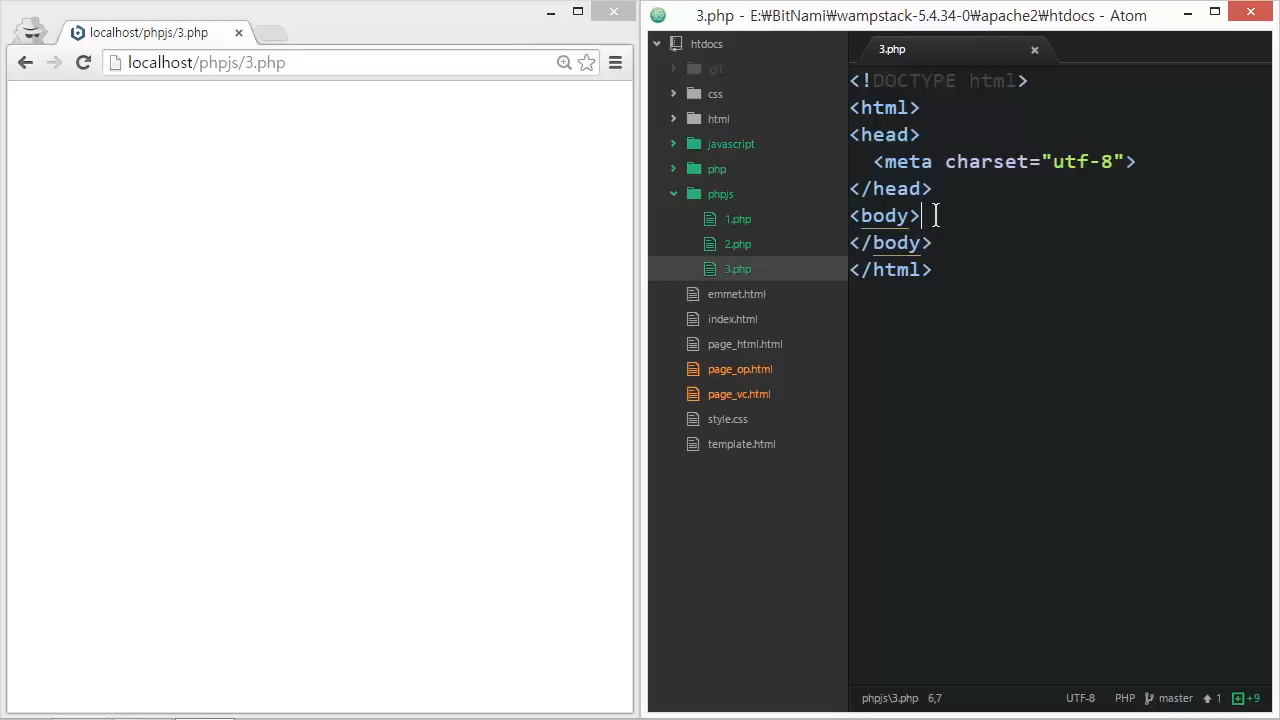 localhost/phpjs/3.php
localhost/phpjs/3.php
3.php - E:₩BitNami₩wampstack-5.4.34-0₩apache2₩htdocs - Atom
htdocs
.git
css
html
javascript
php
phpjs
1.php
2.php
3.php
emmet.html
index.html
page_html.html
page_op.html
page_vc.html
style.css
template.html
3.php
<!DOCTYPE html>
<html>
<head>
<meta charset="utf-8">
</head>
<body>
</body>
</html>
phpjs\3.php 6,7
UTF-8 PHP master 1 +9